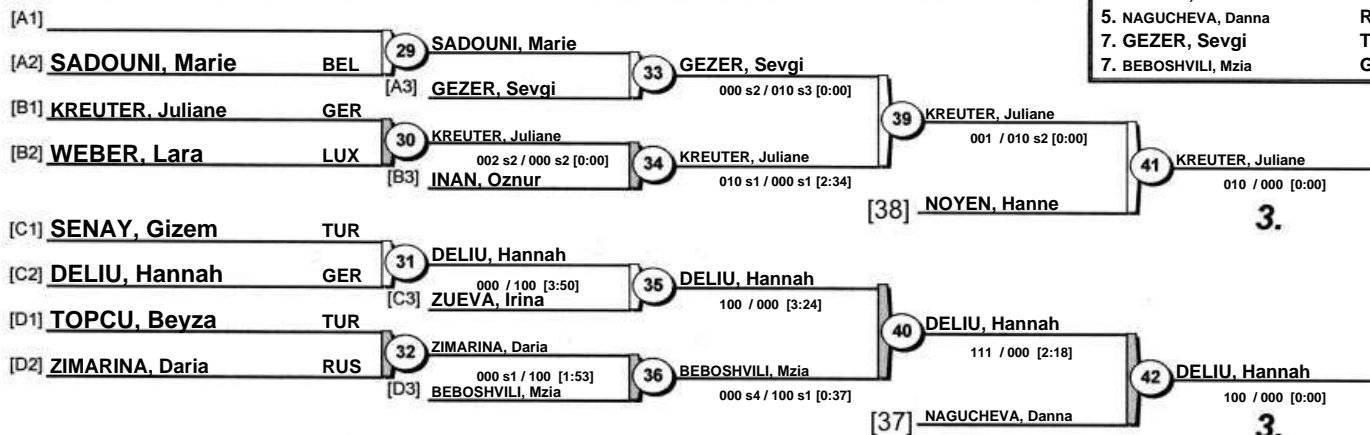 5. NAGUCHEVA, Danna R
7. GEZER, Sevgi T
7. BEBOSHVILI, Mzia G
[A1]
[A2] SADOUNI, Marie BEL
[B1] KREUTER, Juliane GER
[B2] WEBER, Lara LUX
[C1] SENAY, Gizem TUR
[C2] DELIU, Hannah GER
[D1] TOPCU, Beyza TUR
[D2] ZIMARINA, Daria RUS
29 SADOUNI, Marie
[A3] GEZER, Sevgi
30 KREUTER, Juliane
002 s2 / 000 s2 [0:00]
[B3] INAN, Oznur
31 DELIU, Hannah
000 / 100 [3:50]
[C3] ZUEVA, Irina
32 ZIMARINA, Daria
000 s1 / 100 [1:53]
[D3] BEBOSHVILI, Mzia
33 GEZER, Sevgi
000 s2 / 010 s3 [0:00]
34 KREUTER, Juliane
010 s1 / 000 s1 [2:34]
35 DELIU, Hannah
100 / 000 [3:24]
36 BEBOSHVILI, Mzia
000 s4 / 100 s1 [0:37]
39 KREUTER, Juliane
001 / 010 s2 [0:00]
[38] NOYEN, Hanne
40 DELIU, Hannah
111 / 000 [2:18]
[37] NAGUCHEVA, Danna
41 KREUTER, Juliane
010 / 000 [0:00]
3.
42 DELIU, Hannah
100 / 000 [0:00]
3.